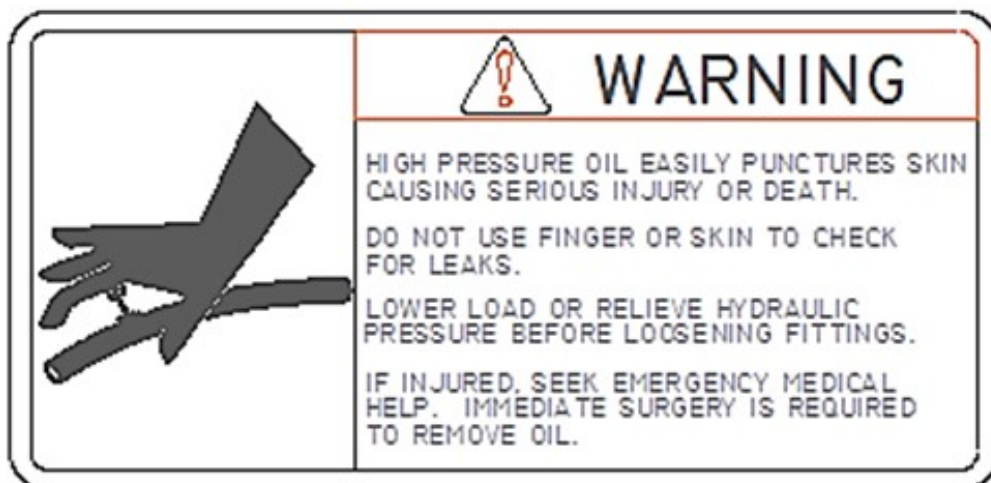 WARNING
HIGH PRESSURE OIL EASILY PUNCTURES SKIN
CAUSING SERIOUS INJURY OR DEATH.
DO NOT USE FINGER OR SKIN TO CHECK
FOR LEAKS.
LOWER LOAD OR RELIEVE HYDRAULIC
PRESSURE BEFORE LOOSENING FITTINGS.
IF INJURED, SEEK EMERGENCY MEDICAL
HELP. IMMEDIATE SURGERY IS REQUIRED
TO REMOVE OIL.